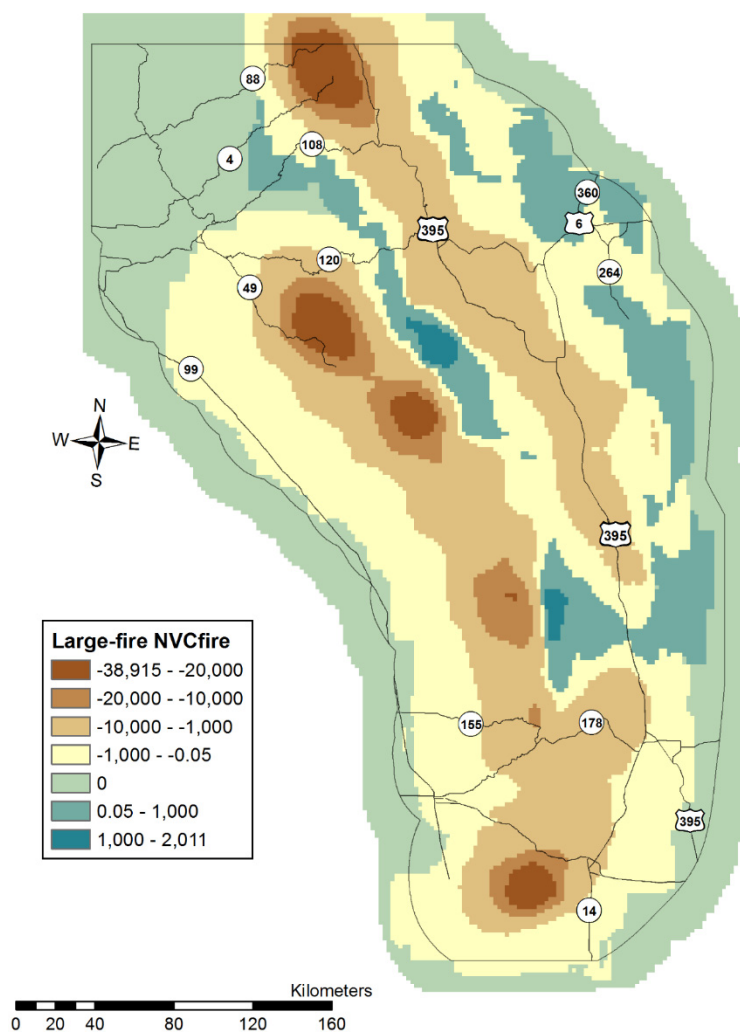 88
4
108
360
6
395
264
120
49
99
N
W E
S
395
Large-fire NVCfire
-38,915 - -20,000
-20,000 - -10,000
-10,000 - -1,000
-1,000 - -0.05
0
0.05 - 1,000
1,000 - 2,011
155
178
395
14
Kilometers
0 20 40 80 120 160